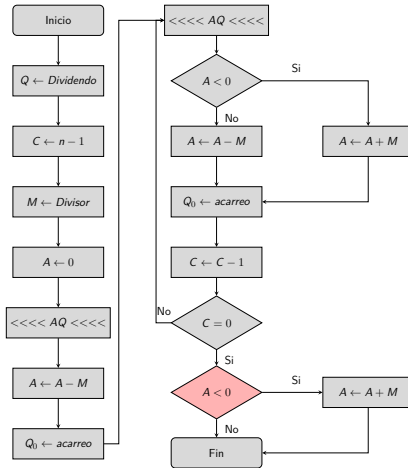 Inicio
Q ← Dividendo
C ← n − 1
M ← Divisor
A ← 0
<<<< AQ <<<<
A ← A − M
Q₀ ← acarreo
<<<< AQ <<<<
A < 0
Si
No
A ← A − M
A ← A + M
Q₀ ← acarreo
C ← C − 1
C = 0
No
Si
A < 0
Si
A ← A + M
No
Fin